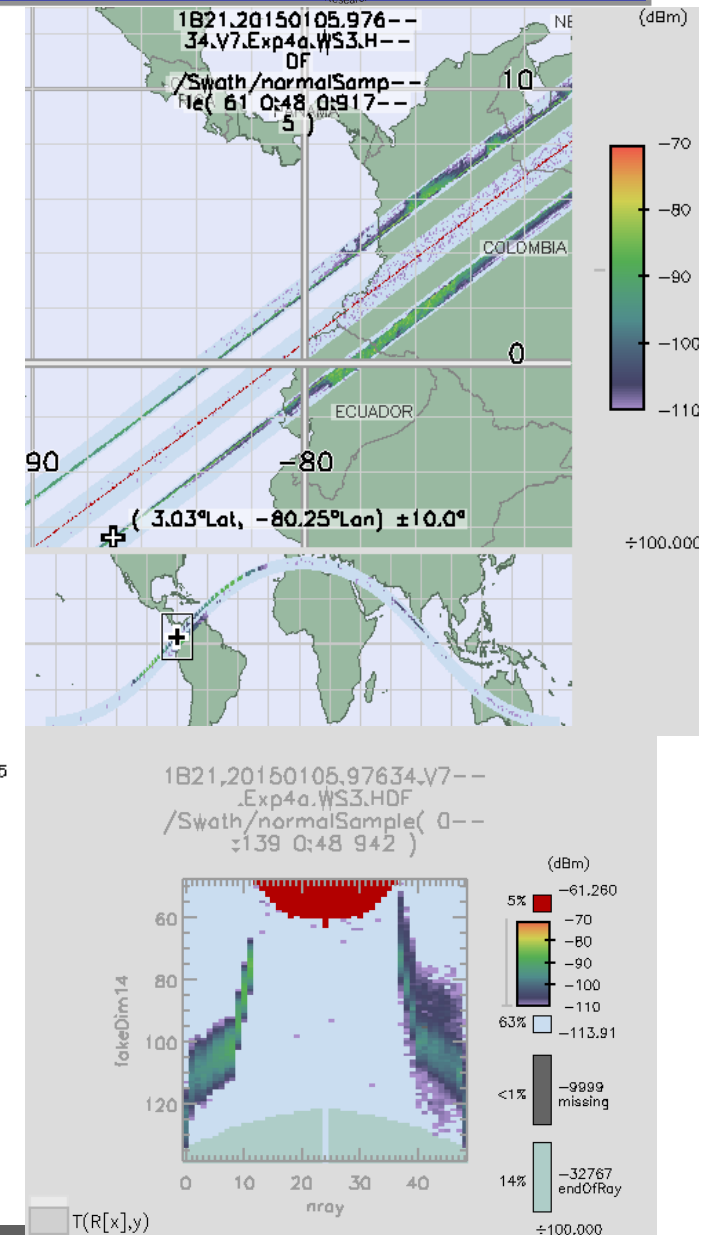 (dBm)
1B21.20150105.976--
34.V7.Exp4a.WS3.H--
DF
/Swath/normalSamp--
le( 61 0:48 0:917--
5 )
NE
PANAMA
10
-70
-80
-90
-100
-110
COLOMBIA
0
ECUADOR
90
-80
( 3.03°Lat, -80.25°Lon) ±10.0°
÷100.000
5
1B21.20150105.97634.V7--
.Exp4a.WS3.HDF
/Swath/normalSample( 0--
:139 0:48 942 )
(dBm)
5%
-61.260
-70
-80
-90
-100
-110
63%
-113.91
<1%
-9999
missing
14%
-32767
endOfRay
÷100.000
60
80
100
120
fakeDim14
0
10
20
30
40
nray
T(R[x],y)